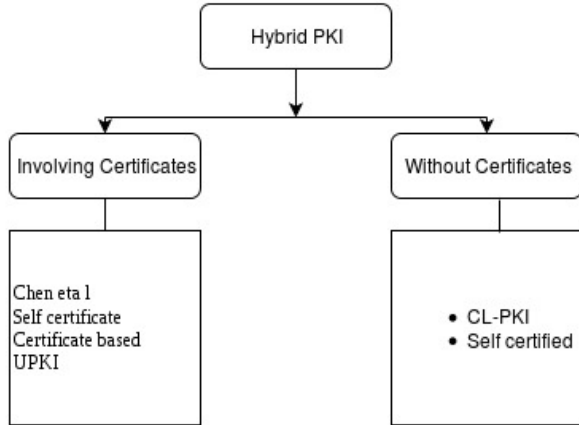 Hybrid PKI
Involving Certificates
Without Certificates
Chen eta l
Self certificate
Certificate based
UPKI
• CL-PKI
• Self certified